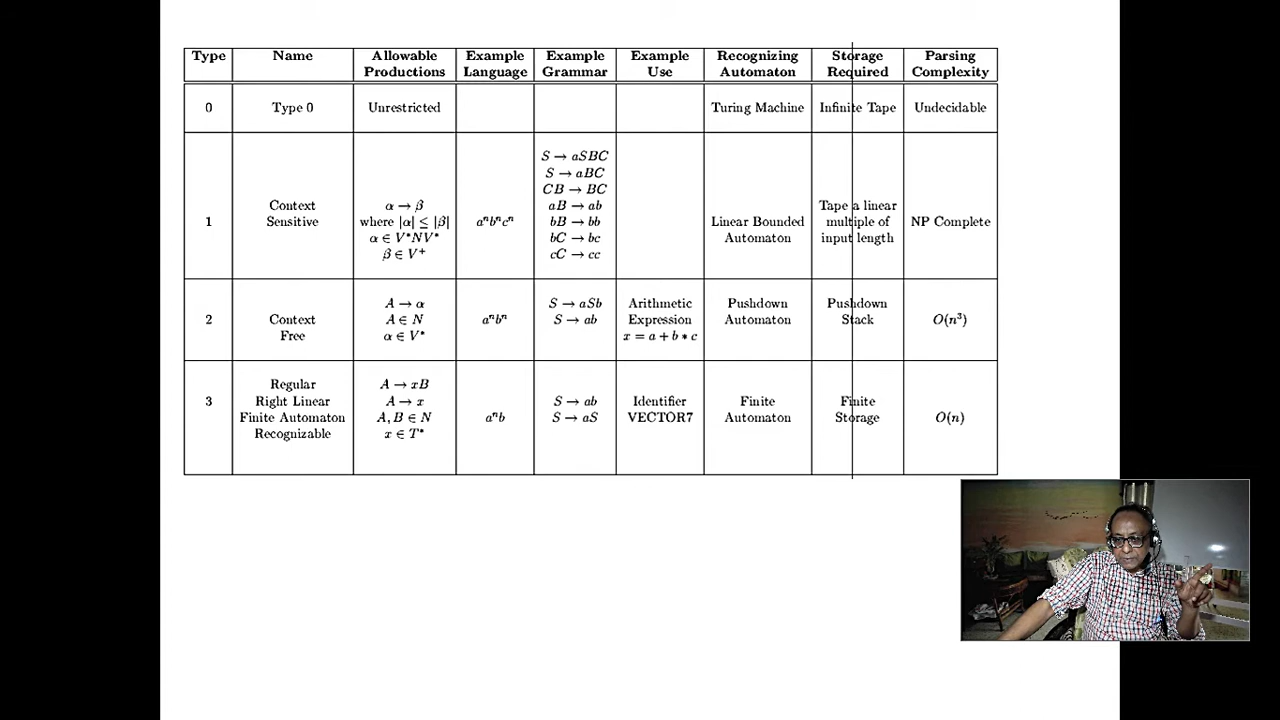 Type Name Allowable Productions Example Language Example Grammar Example Use Recognizing Automaton Storage Required Parsing Complexity
0 Type 0 Unrestricted Turing Machine Infinite Tape Undecidable
1
Context
Sensitive
α → β
where |α| ≤ |β|
α ∈ V*NV*
β ∈ V⁺
aⁿbⁿcⁿ
S → aSBC
S → aBC
CB → BC
aB → ab
bB → bb
bC → bc
cC → cc
Linear Bounded
Automaton
Tape a linear
multiple of
input length
NP Complete
2
Context
Free
A → α
A ∈ N
α ∈ V*
aⁿbⁿ
S → aSb
S → ab
Arithmetic
Expression
x = a + b * c
Pushdown
Automaton
Pushdown
Stack
O(n³)
3
Regular
Right Linear
Finite Automaton
Recognizable
A → xB
A → x
A, B ∈ N
x ∈ T*
aⁿb
S → ab
S → aS
Identifier
VECTOR7
Finite
Automaton
Finite
Storage
O(n)